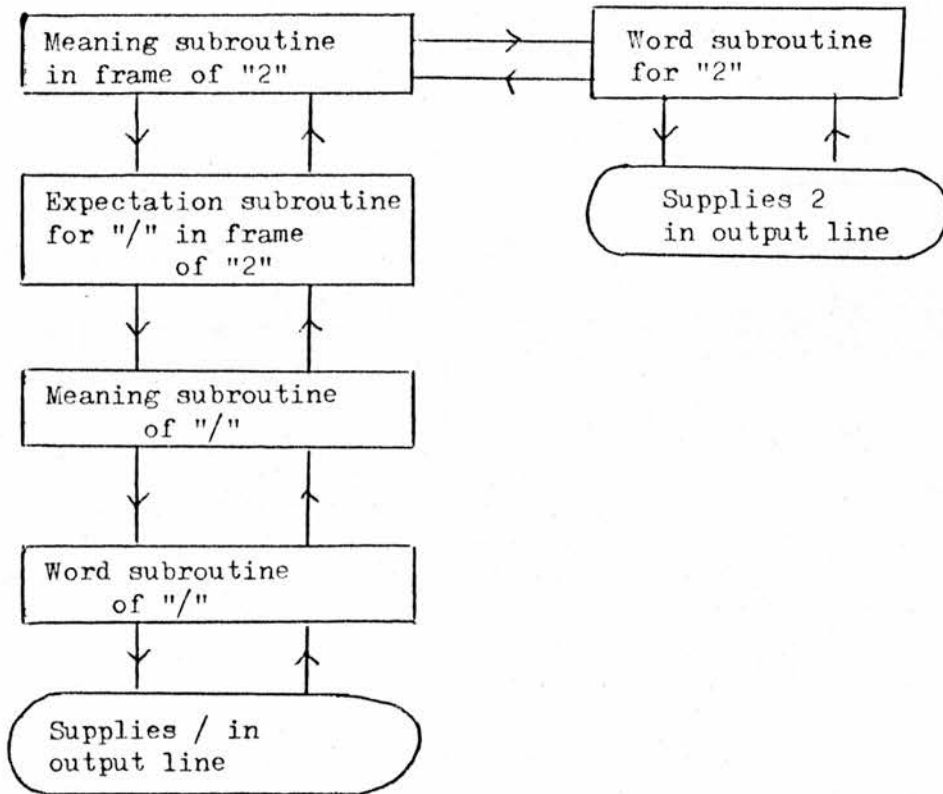 Meaning subroutine
in frame of "2"
Word subroutine
for "2"
Expectation subroutine
for "/" in frame
of "2"
Supplies 2
in output line
Meaning subroutine
of "/"
Word subroutine
of "/"
Supplies / in
output line